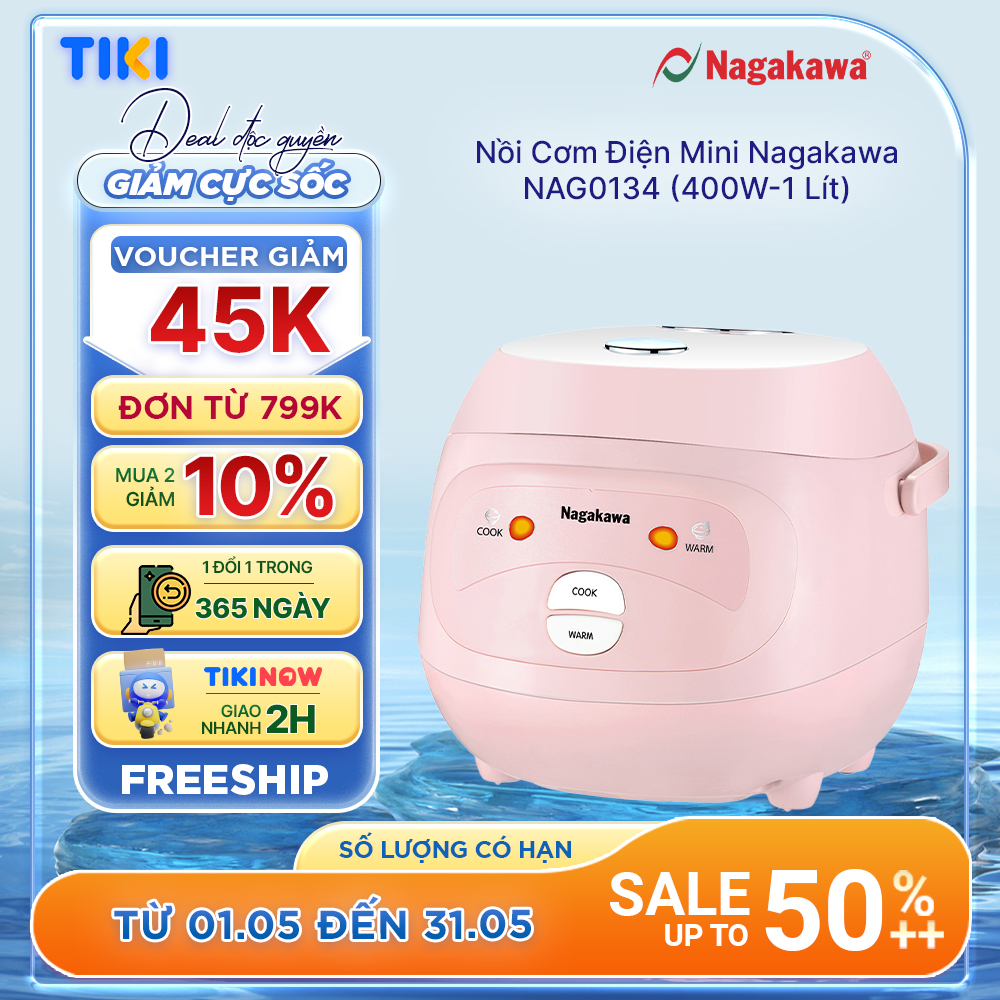 TIKI
Nagakawa®
Deal độc quyền
GIẢM CỰC SỐC
Nồi Cơm Điện Mini Nagakawa
NAG0134 (400W-1 Lít)
VOUCHER GIẢM
45K
ĐƠN TỪ 799K
MUA 2
GIẢM
10%
1 ĐỔI 1 TRONG
365 NGÀY
TIKINOW
GIAO
NHANH 2H
FREESHIP
Nagakawa
COOK
WARM
COOK
WARM
SỐ LƯỢNG CÓ HẠN
TỪ 01.05 ĐẾN 31.05
SALE
UP TO
50%
++